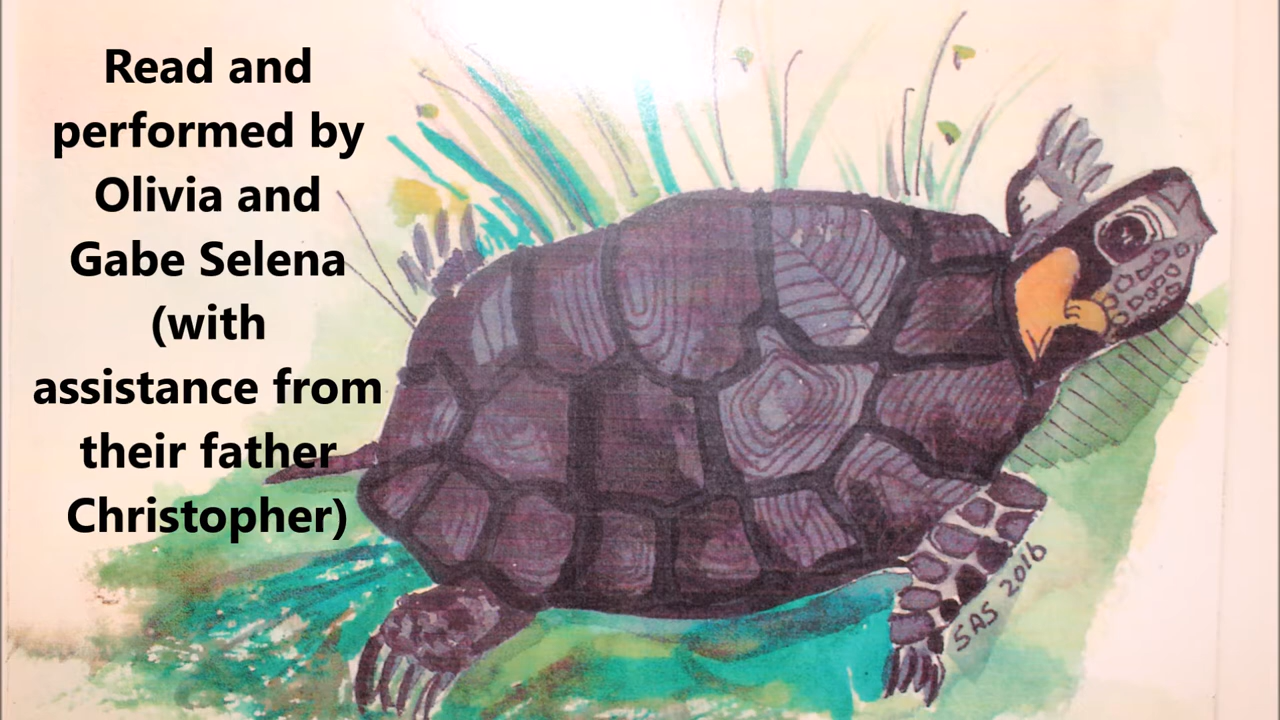 Read and
performed by
Olivia and
Gabe Selena
(with
assistance from
their father
Christopher)
SAS 2016